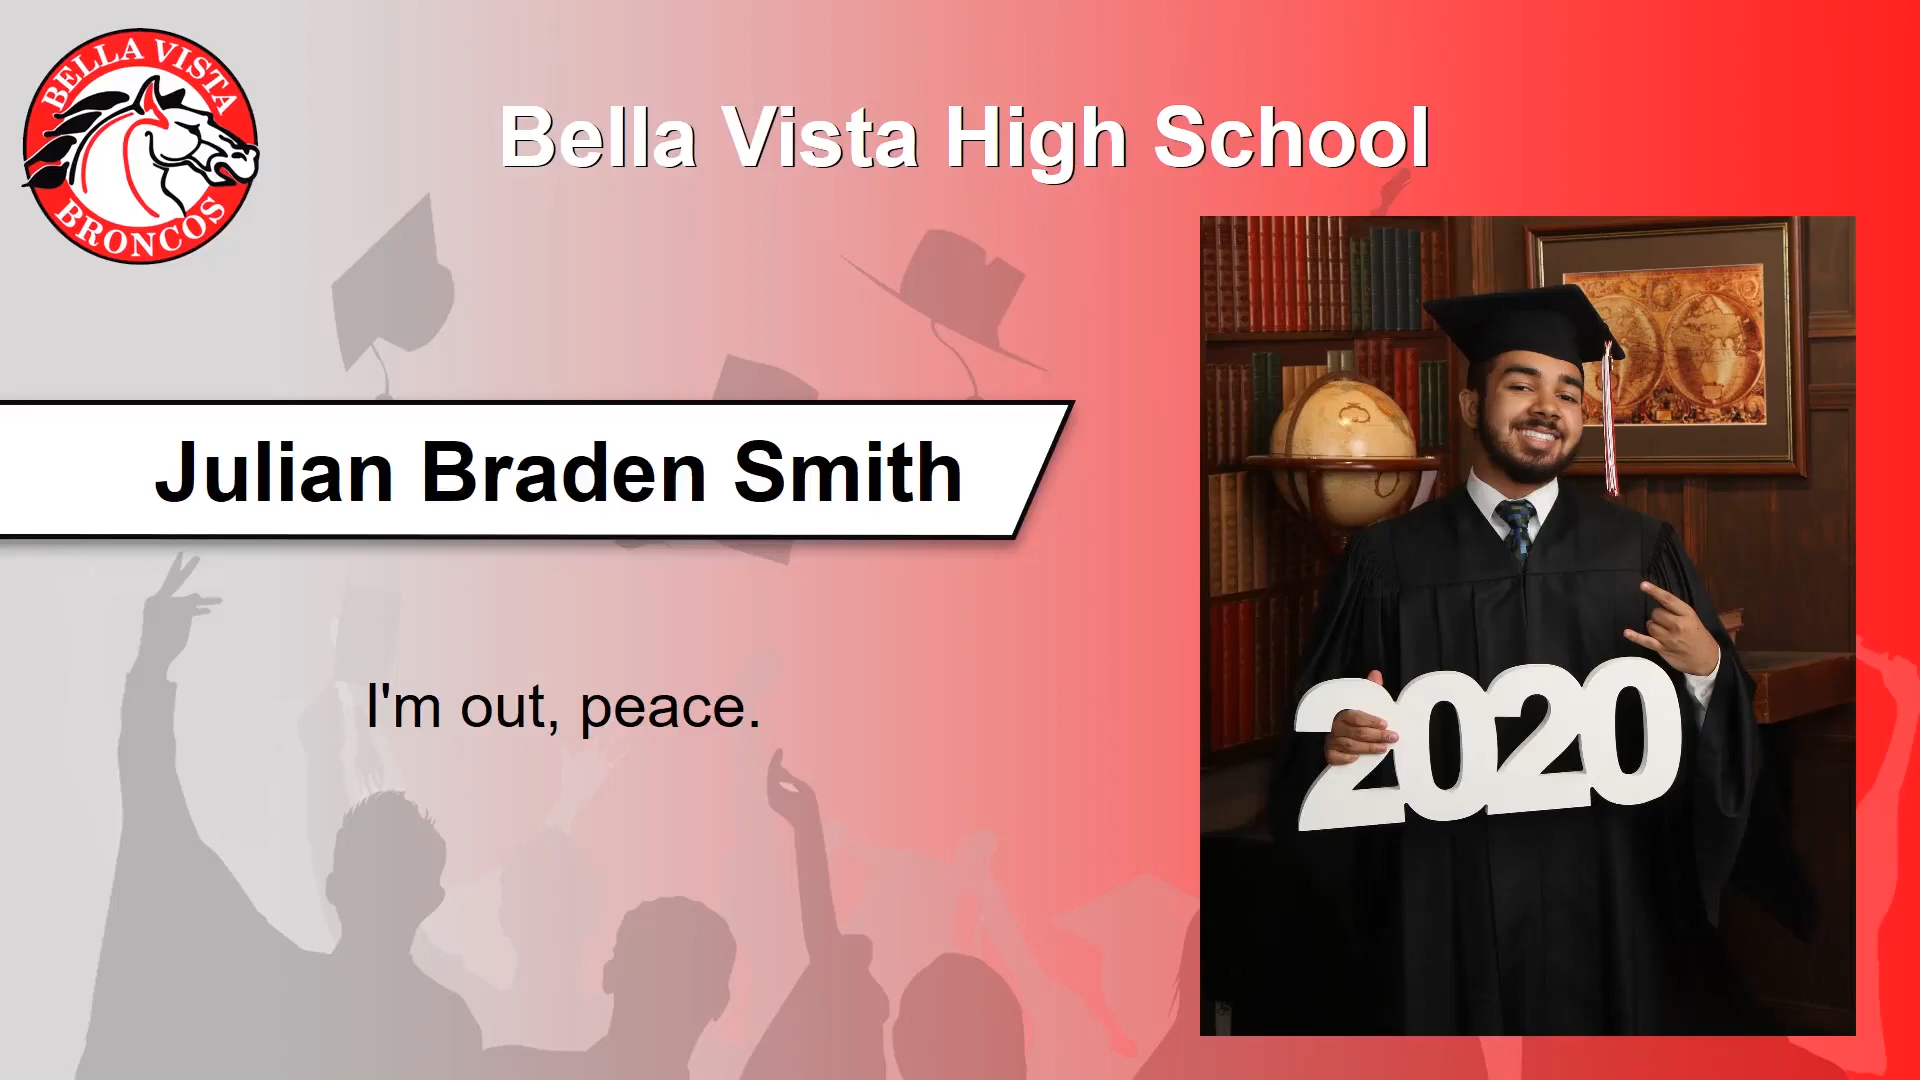 BELLA VISTA
BRONCOS
Bella Vista High School
Julian Braden Smith
I'm out, peace.
2020